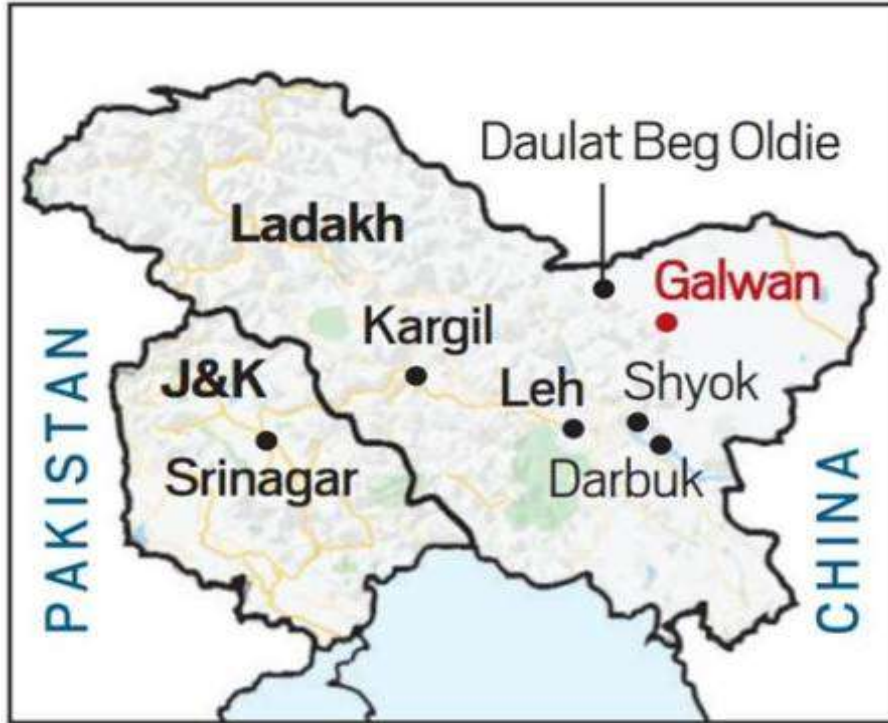 Daulat Beg Oldie
Ladakh
Galwan
Kargil
J&K
Leh
Shyok
Srinagar
Darbuk
PAKISTAN
CHINA